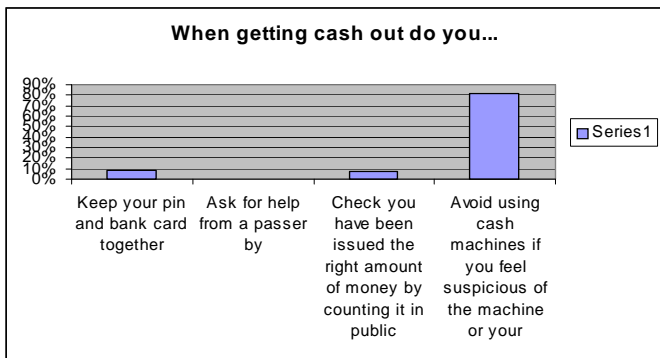 When getting cash out do you...
90%
80%
70%
60%
50%
40%
30%
20%
10%
0%
Keep your pin
and bank card
together
Ask for help
from a passer
by
Check you
have been
issued the
right amount
of money by
counting it in
public
Avoid using
cash
machines if
you feel
suspicious of
the machine
or your
Series1